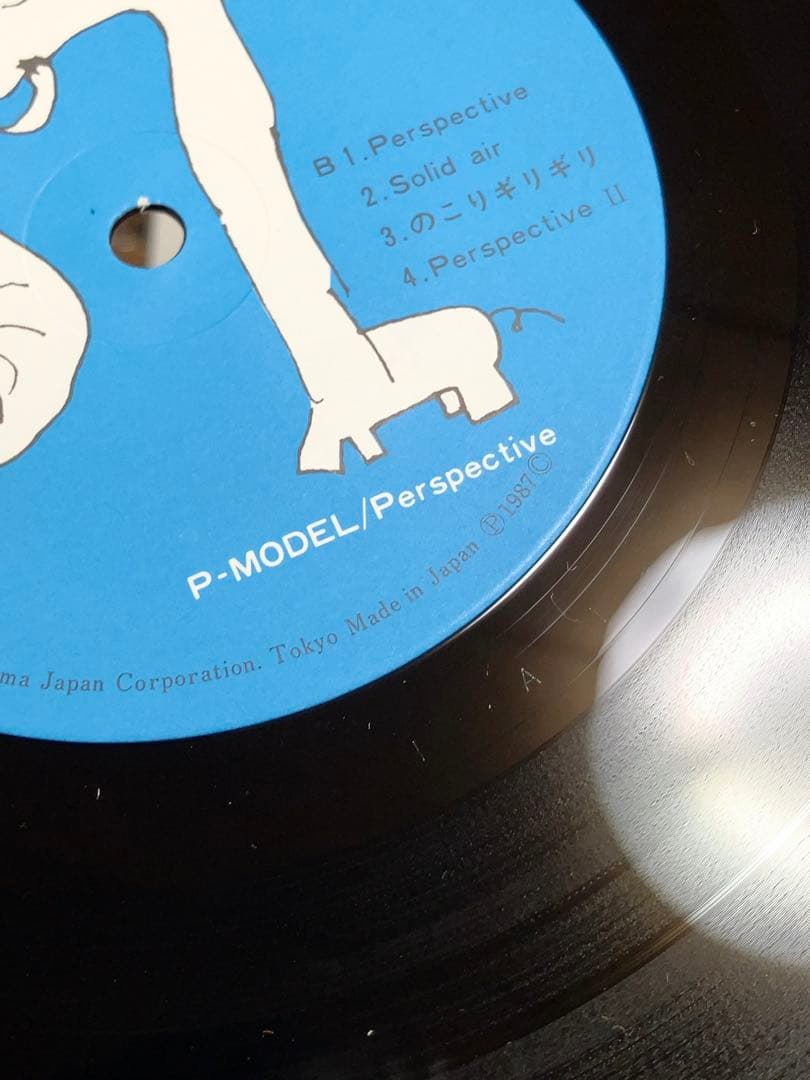 B 1. Perspective
2. Solid air
3. のこりギリギリ
4. Perspective II
P-MODEL/Perspective
ma Japan Corporation. Tokyo Made in Japan Ⓟ1987Ⓒ
A